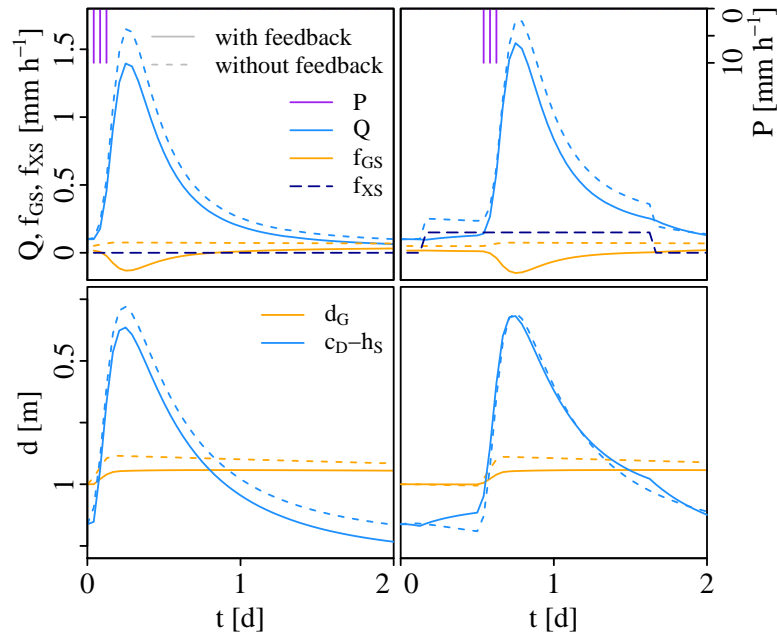 with feedback
without feedback
P
Q
f_GS
f_XS
Q, f_GS, f_XS [mm h⁻¹]
0
0.5
1
1.5
0
10
P [mm h⁻¹]
d_G
c_D−h_S
d [m]
0.5
1
0
1
2
t [d]
0
1
2
t [d]